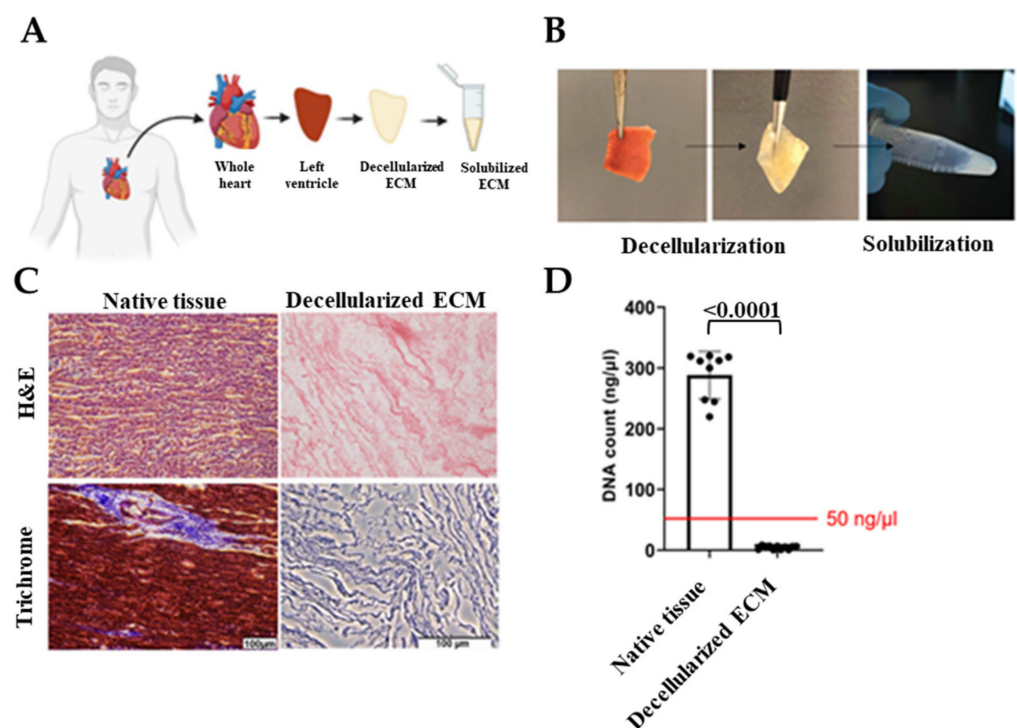 A
Whole
heart
Left
ventricle
Decellularized
ECM
Solubilized
ECM
B
Decellularization
Solubilization
C
Native tissue
Decellularized ECM
H&E
Trichrome
100μm
100 μm
D
<0.0001
DNA count (ng/μl)
400
300
200
100
0
50 ng/μl
Native tissue
Decellularized ECM